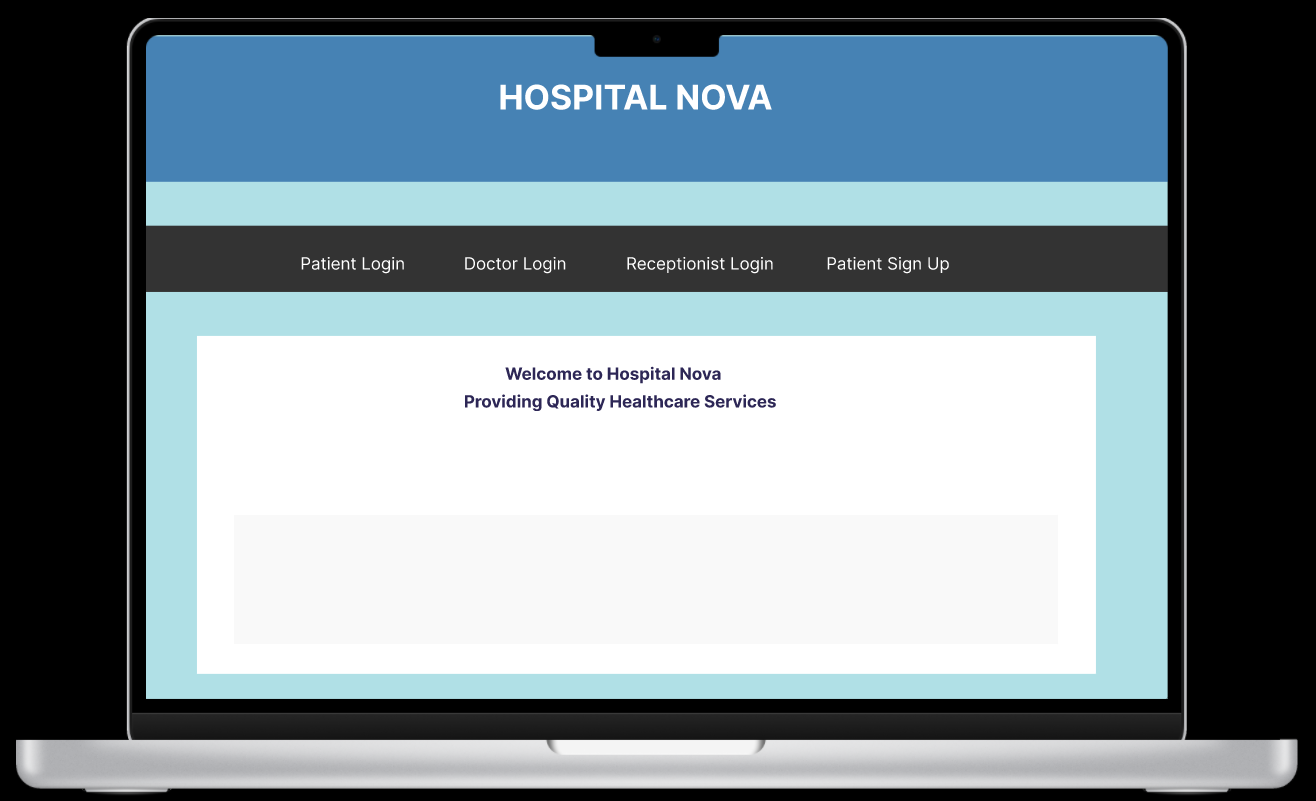 HOSPITAL NOVA
Patient Login Doctor Login Receptionist Login Patient Sign Up
Welcome to Hospital Nova
Providing Quality Healthcare Services